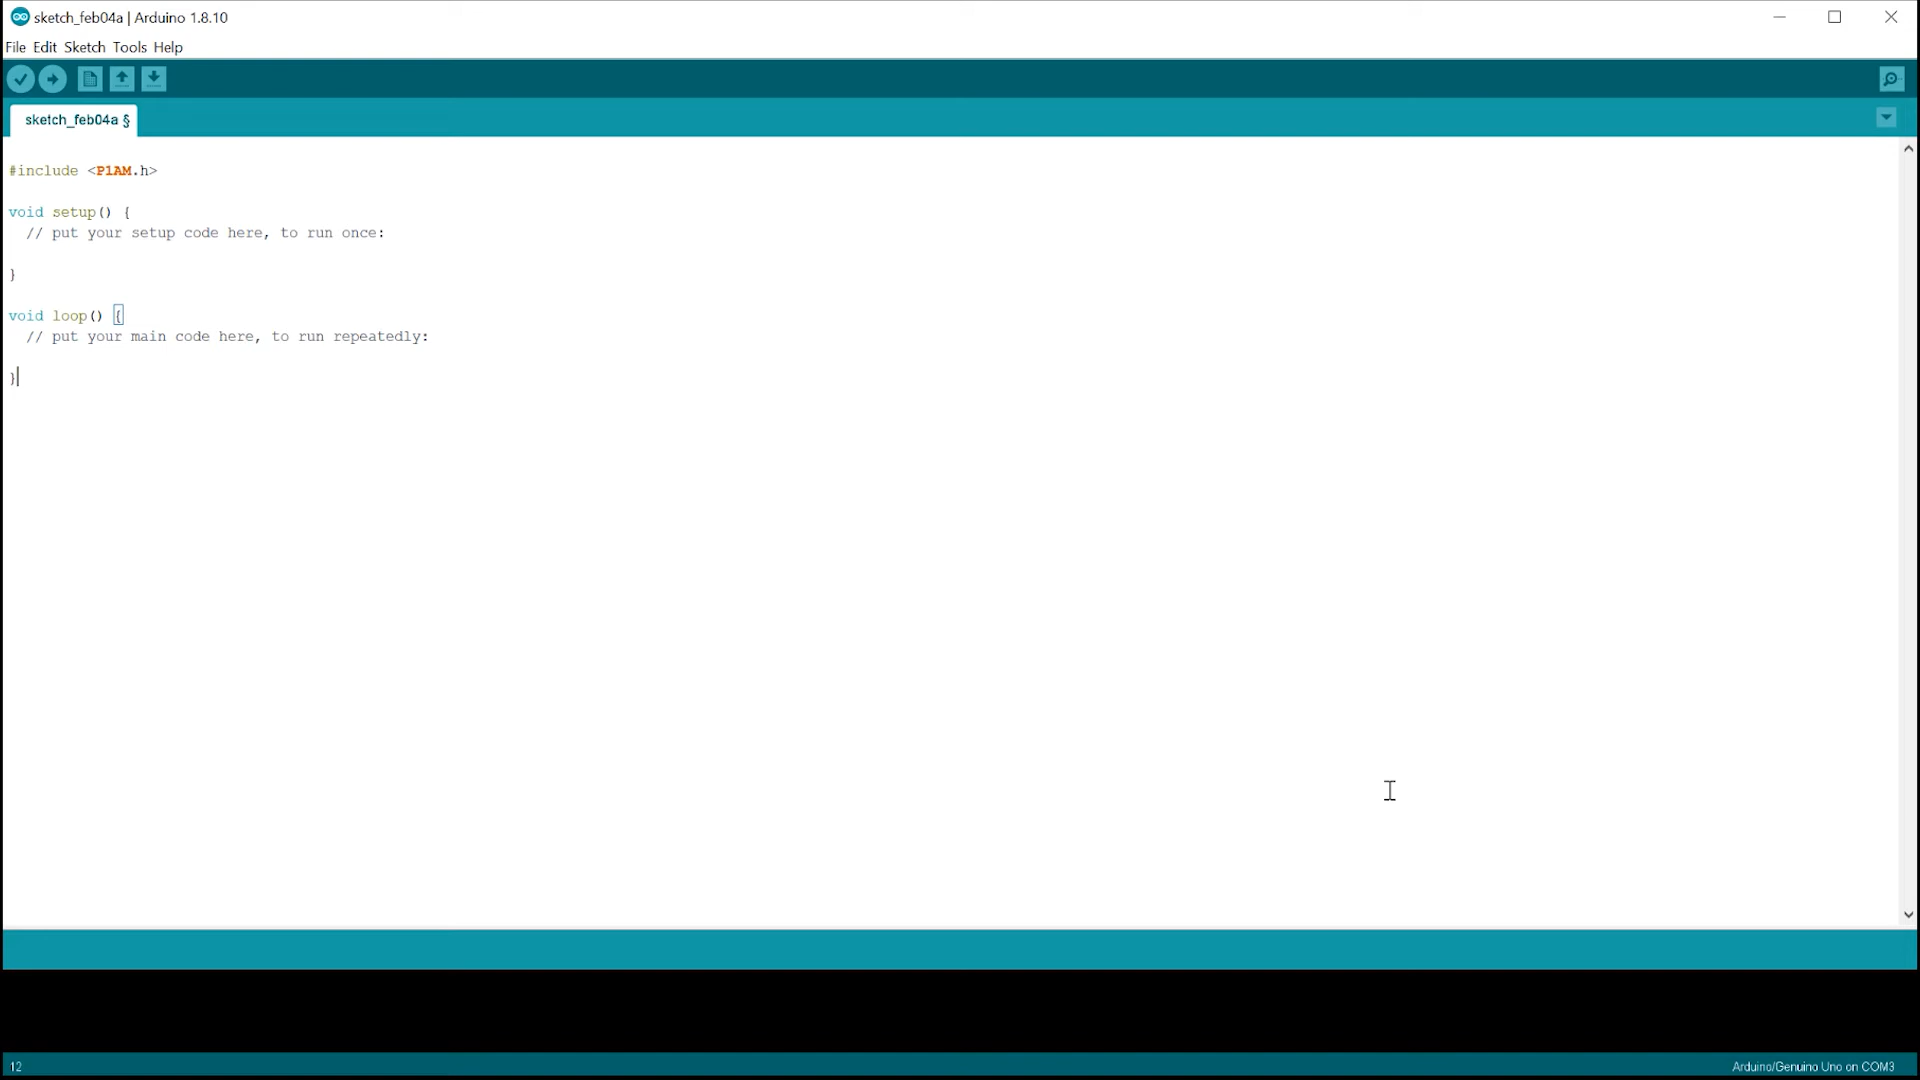 sketch_feb04a | Arduino 1.8.10
File Edit Sketch Tools Help
sketch_feb04a §
#include <P1AM.h>
void setup() {
// put your setup code here, to run once:
}
void loop() {
// put your main code here, to run repeatedly:
}
12
Arduino/Genuino Uno on COM3